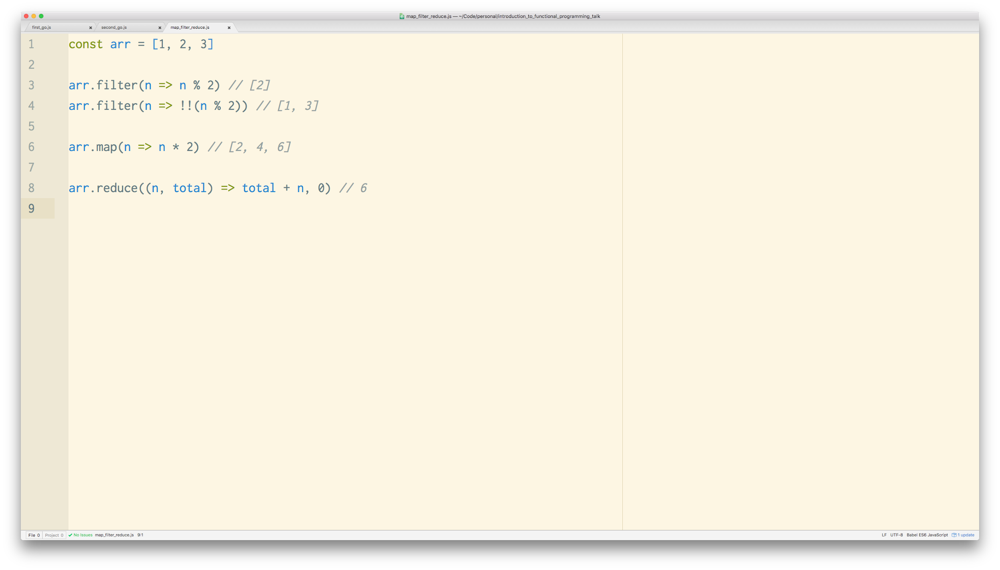 map_filter_reduce.js — ~/Code/personal/introduction_to_functional_programming_talk
first_go.js
second_go.js
map_filter_reduce.js
1 const arr = [1, 2, 3]
2
3 arr.filter(n => n % 2) // [2]
4 arr.filter(n => !!(n % 2)) // [1, 3]
5
6 arr.map(n => n * 2) // [2, 4, 6]
7
8 arr.reduce((n, total) => total + n, 0) // 6
9
File 0 Project 0 No Issues map_filter_reduce.js 9:1 LF UTF-8 Babel ES6 JavaScript 1 update